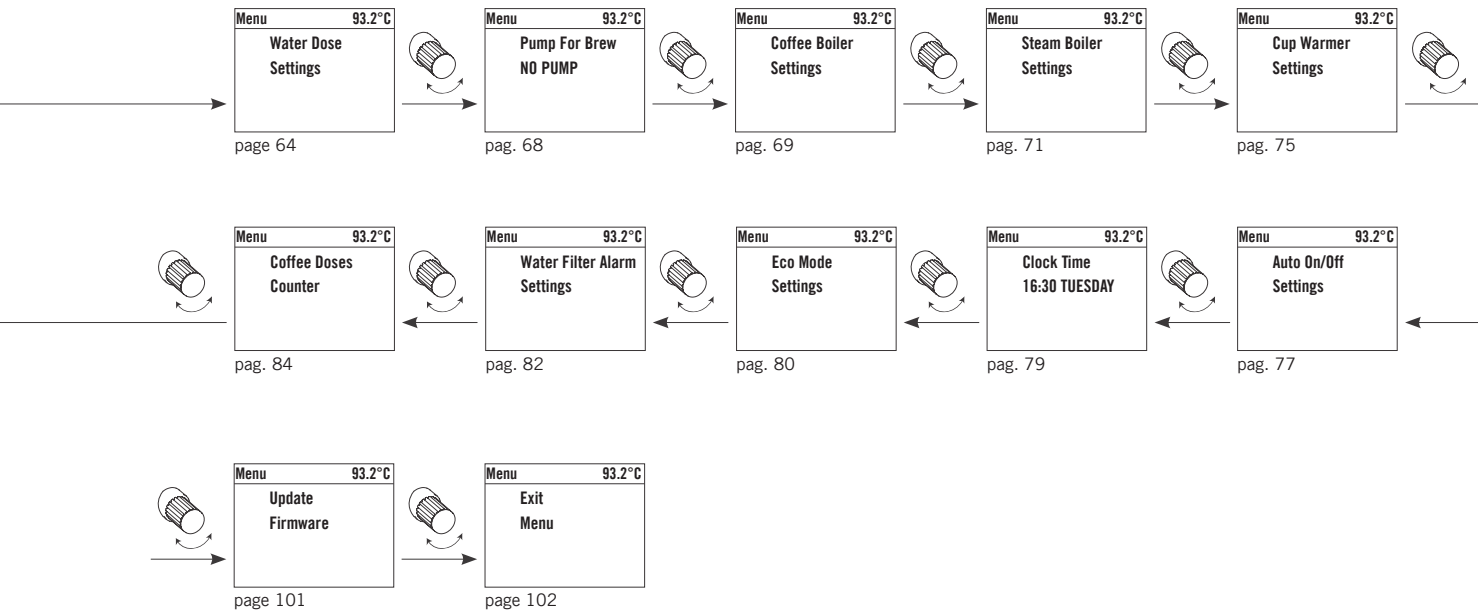 Menu 93.2°C
Water Dose
Settings
page 64
Menu 93.2°C
Pump For Brew
NO PUMP
pag. 68
Menu 93.2°C
Coffee Boiler
Settings
pag. 69
Menu 93.2°C
Steam Boiler
Settings
pag. 71
Menu 93.2°C
Cup Warmer
Settings
pag. 75
Menu 93.2°C
Coffee Doses
Counter
pag. 84
Menu 93.2°C
Water Filter Alarm
Settings
pag. 82
Menu 93.2°C
Eco Mode
Settings
pag. 80
Menu 93.2°C
Clock Time
16:30 TUESDAY
pag. 79
Menu 93.2°C
Auto On/Off
Settings
pag. 77
Menu 93.2°C
Update
Firmware
page 101
Menu 93.2°C
Exit
Menu
page 102